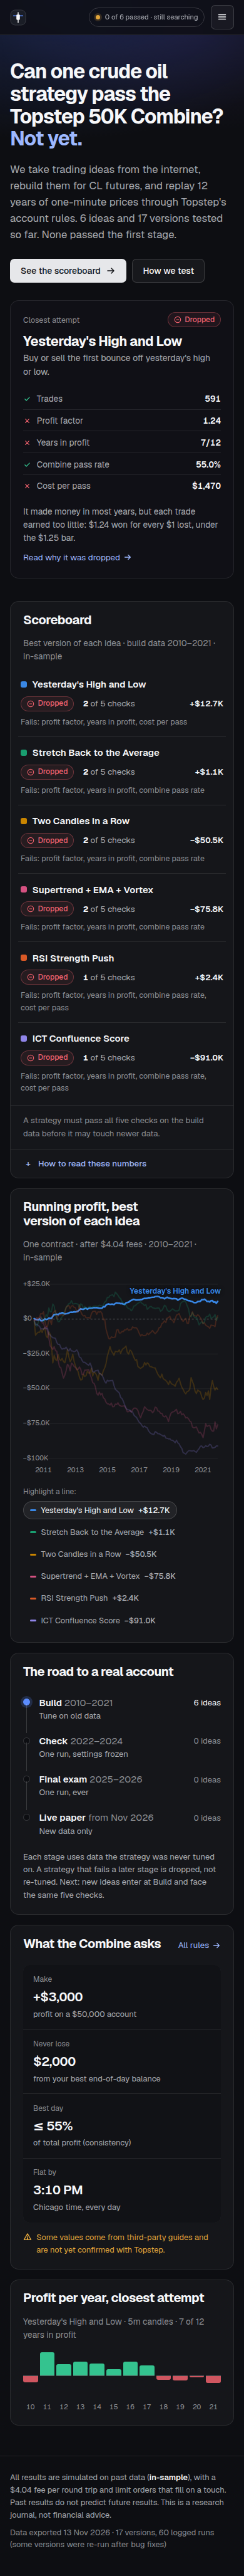 0 of 6 passed · still searching
Can one crude oil
strategy pass the
Topstep 50K Combine?
Not yet.
We take trading ideas from the internet,
rebuild them for CL futures, and replay 12
years of one-minute prices through Topstep's
account rules. 6 ideas and 17 versions tested
so far. None passed the first stage.
See the scoreboard →
How we test
Closest attempt
Dropped
Yesterday's High and Low
Buy or sell the first bounce off yesterday's high
or low.
Trades 591
Profit factor 1.24
Years in profit 7/12
Combine pass rate 55.0%
Cost per pass $1,470
It made money in most years, but each trade
earned too little: $1.24 won for every $1 lost, under
the $1.25 bar.
Read why it was dropped →
Scoreboard
Best version of each idea · build data 2010–2021 ·
in-sample
Yesterday's High and Low
Dropped 2 of 5 checks +$12.7K
Fails: profit factor, years in profit, cost per pass
Stretch Back to the Average
Dropped 2 of 5 checks +$1.1K
Fails: profit factor, years in profit, combine pass rate
Two Candles in a Row
Dropped 2 of 5 checks −$50.5K
Fails: profit factor, years in profit, combine pass rate
Supertrend + EMA + Vortex
Dropped 2 of 5 checks −$75.8K
Fails: profit factor, years in profit, combine pass rate
RSI Strength Push
Dropped 1 of 5 checks +$2.4K
Fails: profit factor, years in profit, combine pass rate,
cost per pass
ICT Confluence Score
Dropped 1 of 5 checks −$91.0K
Fails: profit factor, years in profit, combine pass rate,
cost per pass
A strategy must pass all five checks on the build
data before it may touch newer data.
+ How to read these numbers
Running profit, best
version of each idea
One contract · after $4.04 fees · 2010–2021 ·
in-sample
+$25.0K
Yesterday's High and Low
$0
−$25.0K
−$50.0K
−$75.0K
−$100K
2011 2013 2015 2017 2019 2021
Highlight a line:
Yesterday's High and Low +$12.7K
Stretch Back to the Average +$1.1K
Two Candles in a Row −$50.5K
Supertrend + EMA + Vortex −$75.8K
RSI Strength Push +$2.4K
ICT Confluence Score −$91.0K
The road to a real account
Build 2010–2021 6 ideas
Tune on old data
Check 2022–2024 0 ideas
One run, settings frozen
Final exam 2025–2026 0 ideas
One run, ever
Live paper from Nov 2026 0 ideas
New data only
Each stage uses data the strategy was never tuned
on. A strategy that fails a later stage is dropped, not
re-tuned. Next: new ideas enter at Build and face
the same five checks.
What the Combine asks
All rules →
Make
+$3,000
profit on a $50,000 account
Never lose
$2,000
from your best end-of-day balance
Best day
≤ 55%
of total profit (consistency)
Flat by
3:10 PM
Chicago time, every day
Some values come from third-party guides and
are not yet confirmed with Topstep.
Profit per year, closest attempt
Yesterday's High and Low · 5m candles · 7 of 12
years in profit
10 11 12 13 14 15 16 17 18 19 20 21
All results are simulated on past data (in-sample), with a
$4.04 fee per round trip and limit orders that fill on a touch.
Past results do not predict future results. This is a research
journal, not financial advice.
Data exported 13 Nov 2026 · 17 versions, 60 logged runs
(some versions were re-run after bug fixes)